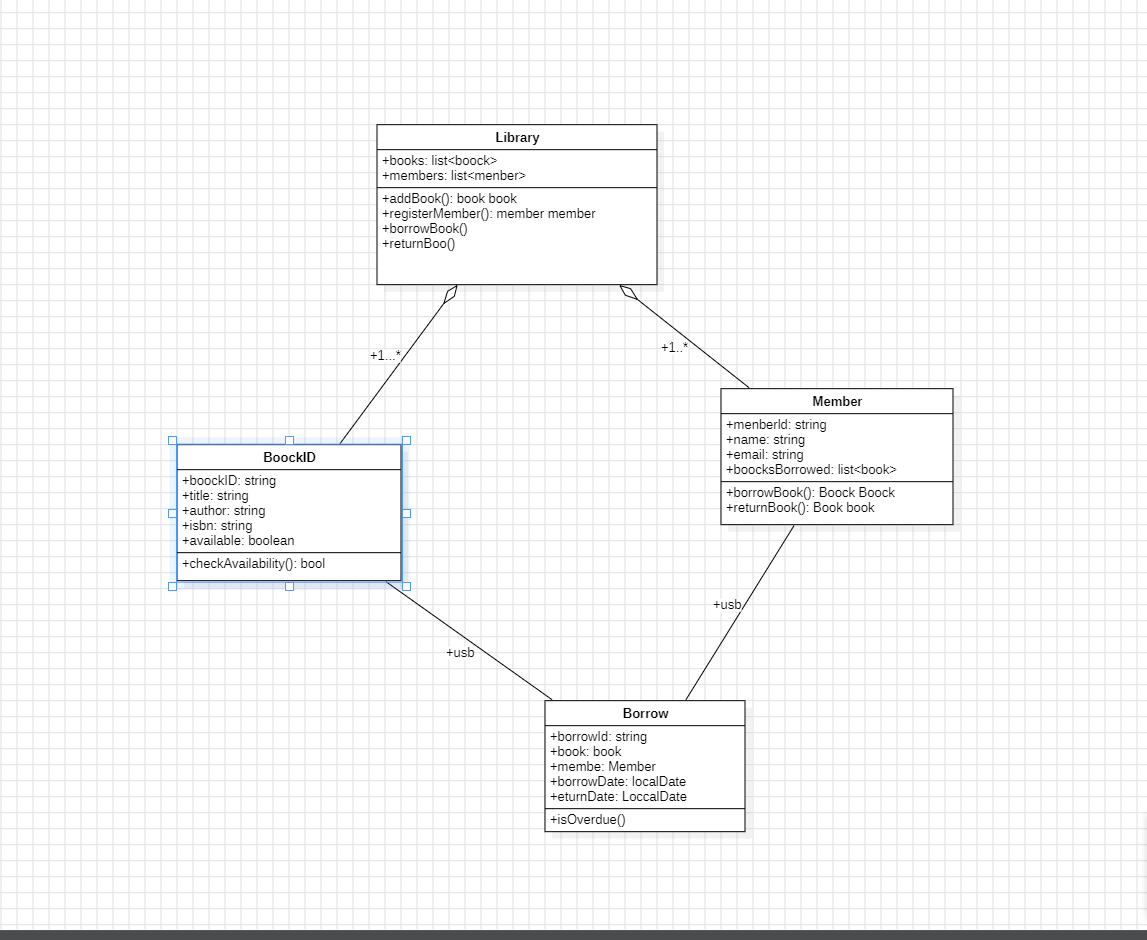 Library
+books: list<boock>
+members: list<menber>
+addBook(): book book
+registerMember(): member member
+borrowBook()
+returnBoo()
+1...*
+1..*
Member
+menberId: string
+name: string
+email: string
+boocksBorrowed: list<book>
+borrowBook(): Boock Boock
+returnBook(): Book book
BoockID
+boockID: string
+title: string
+author: string
+isbn: string
+available: boolean
+checkAvailability(): bool
+usb
+usb
Borrow
+borrowId: string
+book: book
+membe: Member
+borrowDate: localDate
+eturnDate: LoccalDate
+isOverdue()